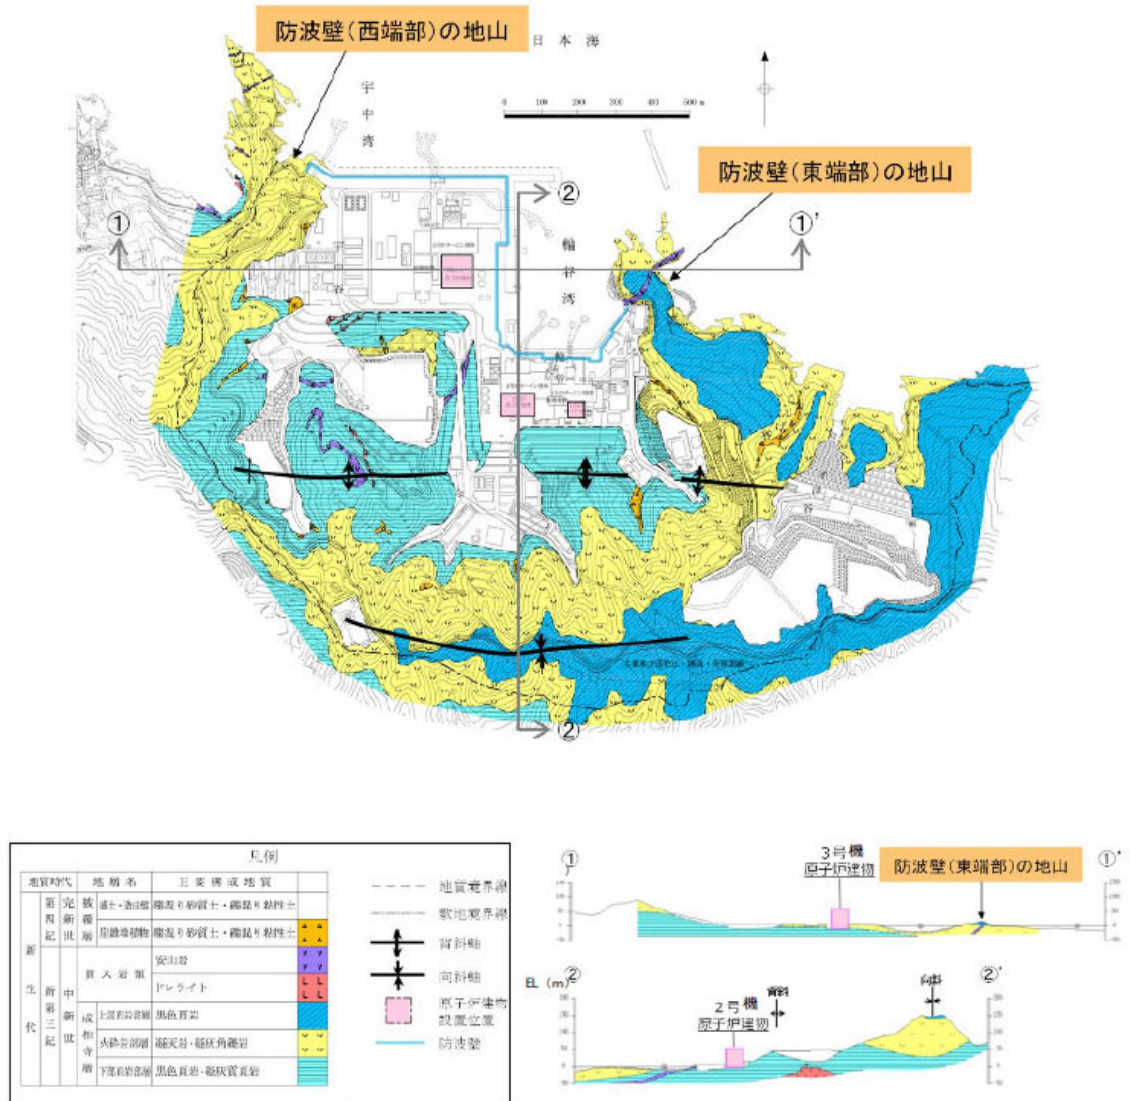 防波壁(西端部)の地山
日 本 海
宇
中
湾
0 100 200 300 400 500 m
防波壁(東端部)の地山
②
①
①'
輪
谷
湾
谷
谷
②'
凡例
地質時代 地層名 主要構成地質
新生代
第四紀 完新世 被覆層
盛土・造注盤 礫混り砂質土・礫混り粘性土
崖錐堆積物 礫混り砂質土・礫混り粘性土
新第三紀 中新世
貫入岩類
安山岩
ドレライト
成相寺層
上部頁岩部層 黒色頁岩
火砕岩部層 凝灰岩・凝灰角礫岩
下部頁岩部層 黒色頁岩・凝灰質頁岩
地質境界線
敷地境界線
背斜軸
向斜軸
原子炉建物
設置位置
防波壁
①
①'
3号機
原子炉建物
防波壁(東端部)の地山
EL (m)
②
②'
2号機
原子炉建物
背斜
向斜